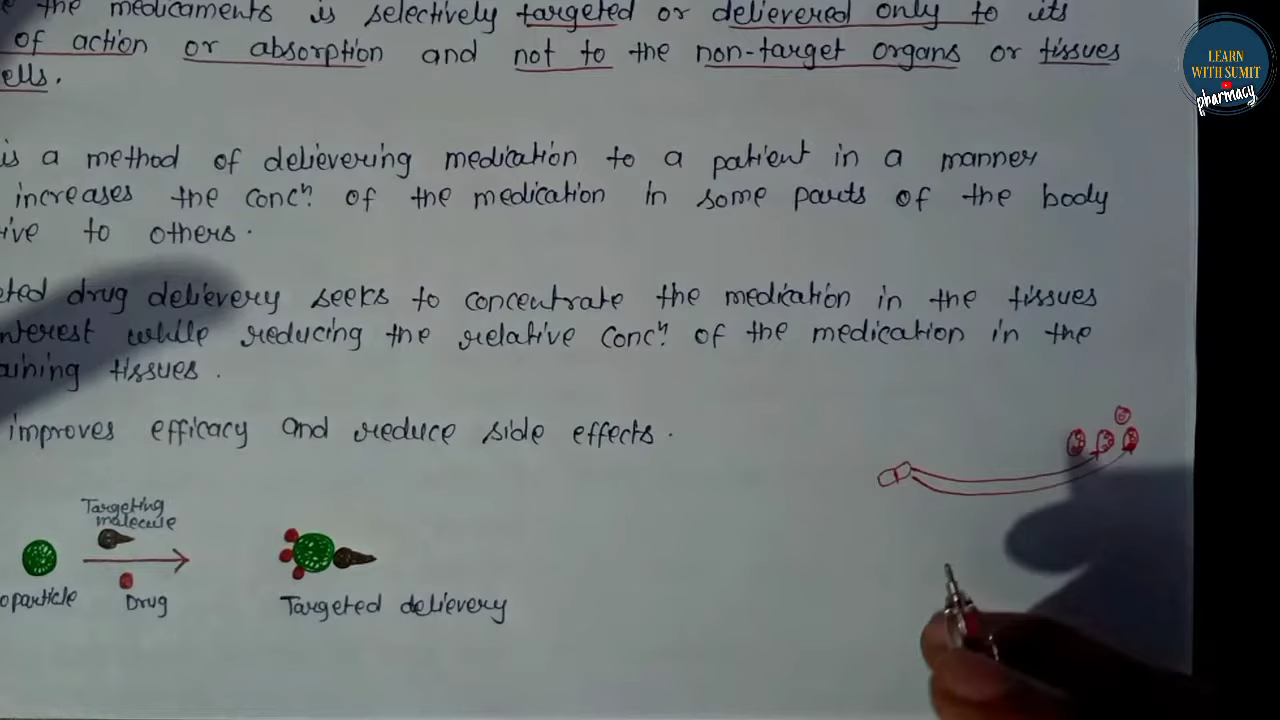 the medicaments is selectively targeted or delievered only to its
of action or absorption and not to the non-target organs or tissues
ells.
is a method of delievering medication to a patient in a manner
increases the concⁿ. of the medication in some parts of the body
ive to others.
eted drug delievery seeks to concentrate the medication in the tissues
nterest while reducing the relative concⁿ. of the medication in the
aining tissues.
improves efficacy and reduce side effects.
Targeting
malecule
oparticle
Drug
Targeted delievery
LEARN
WITH SUMIT
pharmacy